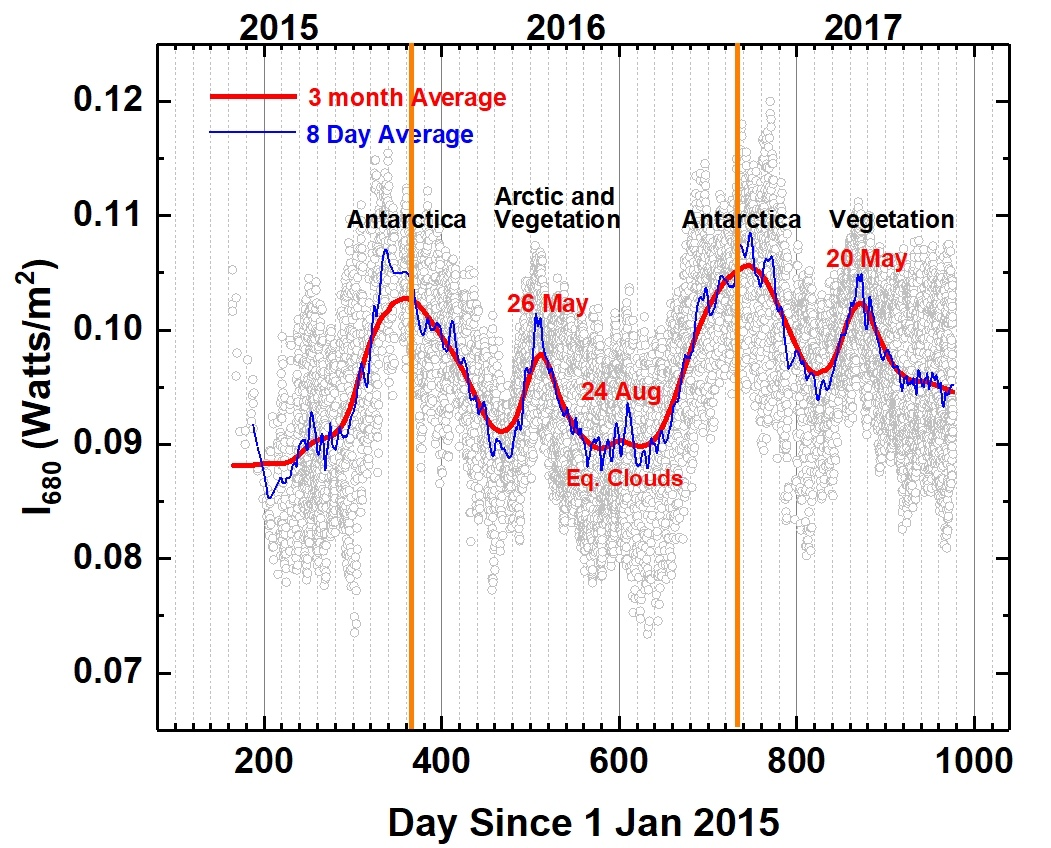 2015 2016 2017
0.12
0.11
0.10
0.09
0.08
0.07
I680 (Watts/m2)
3 month Average
8 Day Average
Antarctica
Arctic and
Vegetation
Antarctica
Vegetation
20 May
26 May
24 Aug
Eq. Clouds
200 400 600 800 1000
Day Since 1 Jan 2015